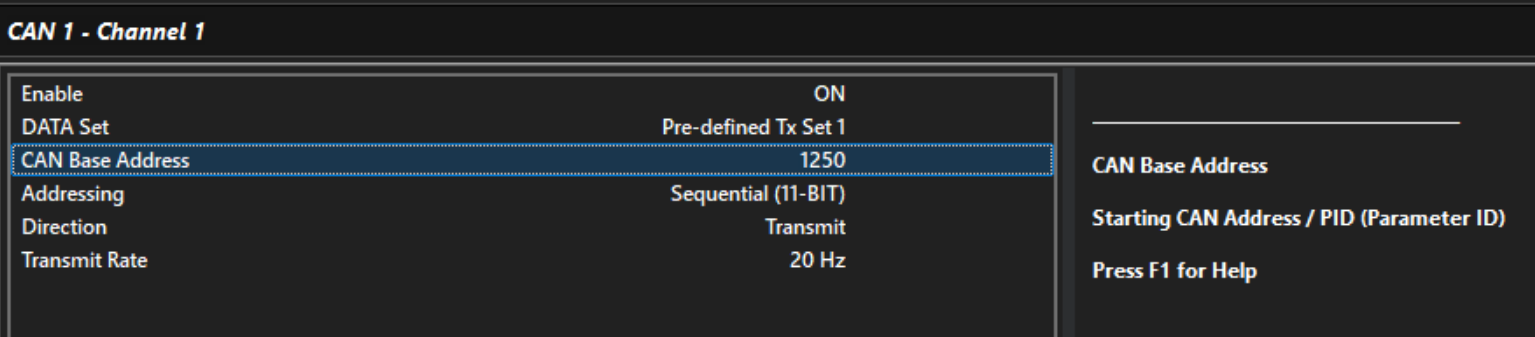 CAN 1 - Channel 1
Enable ON
DATA Set Pre-defined Tx Set 1
CAN Base Address 1250
Addressing Sequential (11-BIT)
Direction Transmit
Transmit Rate 20 Hz
CAN Base Address
Starting CAN Address / PID (Parameter ID)
Press F1 for Help